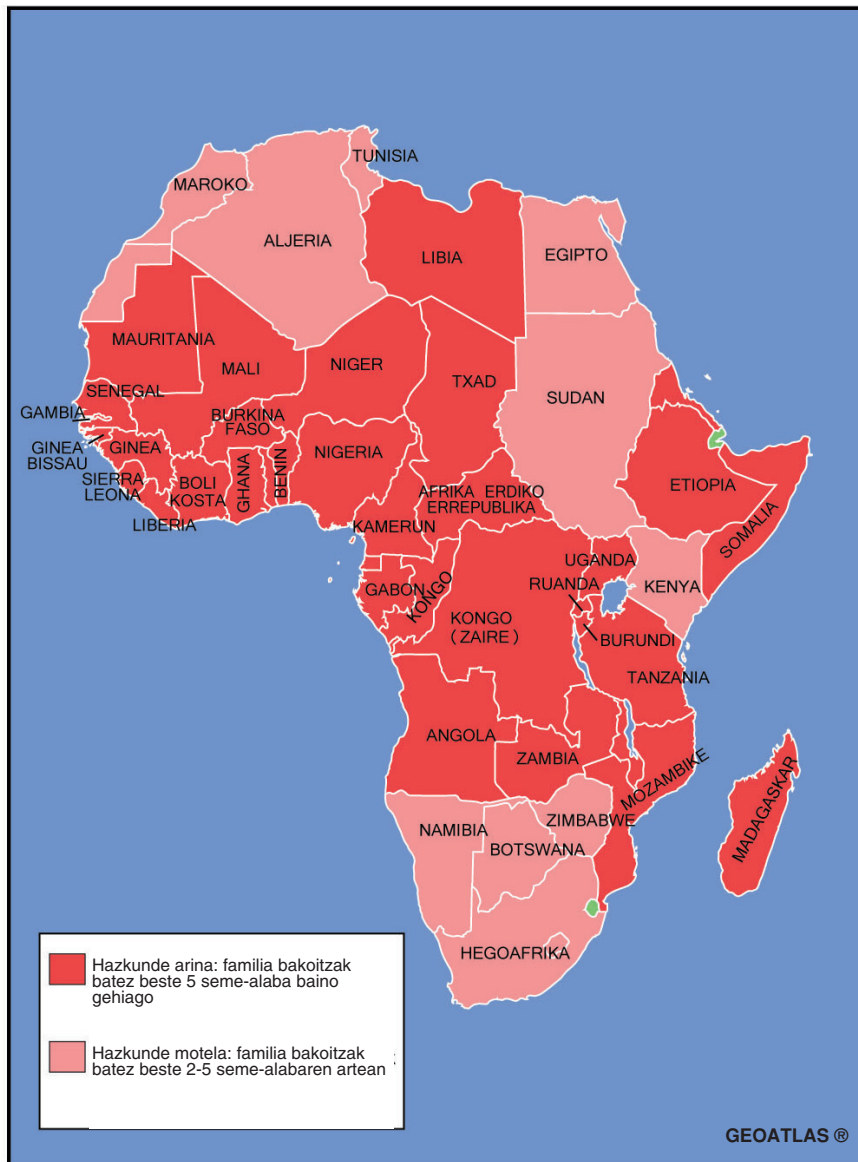 TUNISIA
MAROKO
ALJERIA
LIBIA
EGIPTO
MAURITANIA
MALI
NIGER
TXAD
SUDAN
SENEGAL
GAMBIA
BURKINA
FASO
GINEA
BISSAU
GINEA
NIGERIA
SIERRA
LEONA
BOLI
KOSTA
GHANA
BENIN
LIBERIA
AFRIKA ERDIKO
ERREPUBLIKA
ETIOPIA
SOMALIA
KAMERUN
UGANDA
KENYA
RUANDA
GABON
KONGO
KONGO
( ZAIRE )
BURUNDI
TANZANIA
ANGOLA
ZAMBIA
MOZAMBIKE
MADAGASKAR
NAMIBIA
ZIMBABWE
BOTSWANA
HEGOAFRIKA
Hazkunde arina: familia bakoitzak
batez beste 5 seme-alaba baino
gehiago
Hazkunde motela: familia bakoitzak
batez beste 2-5 seme-alabaren artean
GEOATLAS ®